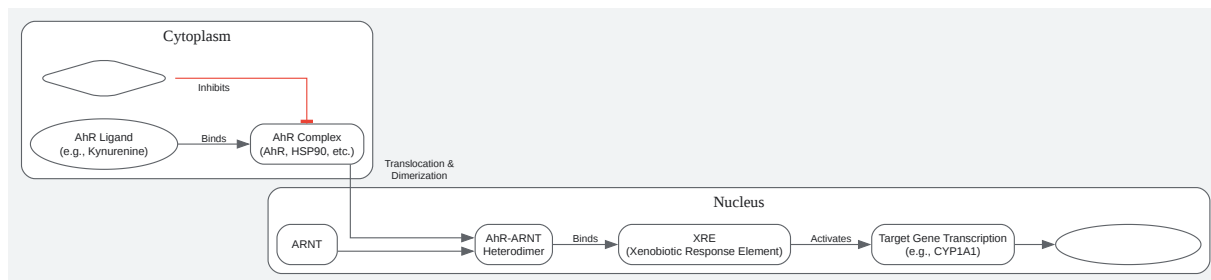 Cytoplasm
Inhibits
AhR Ligand
(e.g., Kynurenine)
Binds
AhR Complex
(AhR, HSP90, etc.)
Translocation &
Dimerization
Nucleus
ARNT
AhR-ARNT
Heterodimer
Binds
XRE
(Xenobiotic Response Element)
Activates
Target Gene Transcription
(e.g., CYP1A1)